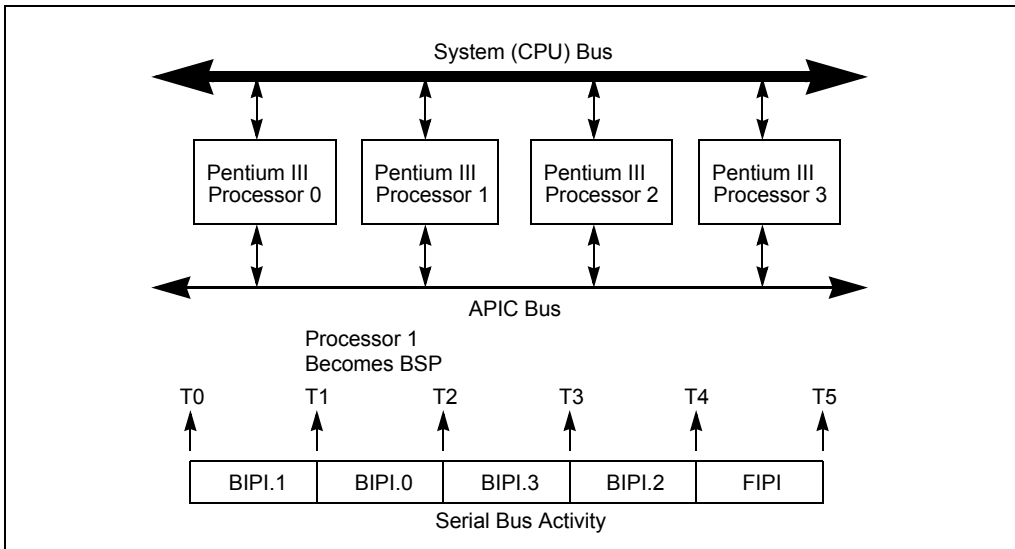 System (CPU) Bus
Pentium III
Processor 0
Pentium III
Processor 1
Pentium III
Processor 2
Pentium III
Processor 3
APIC Bus
Processor 1
Becomes BSP
T0 T1 T2 T3 T4 T5
BIPI.1 BIPI.0 BIPI.3 BIPI.2 FIPI
Serial Bus Activity